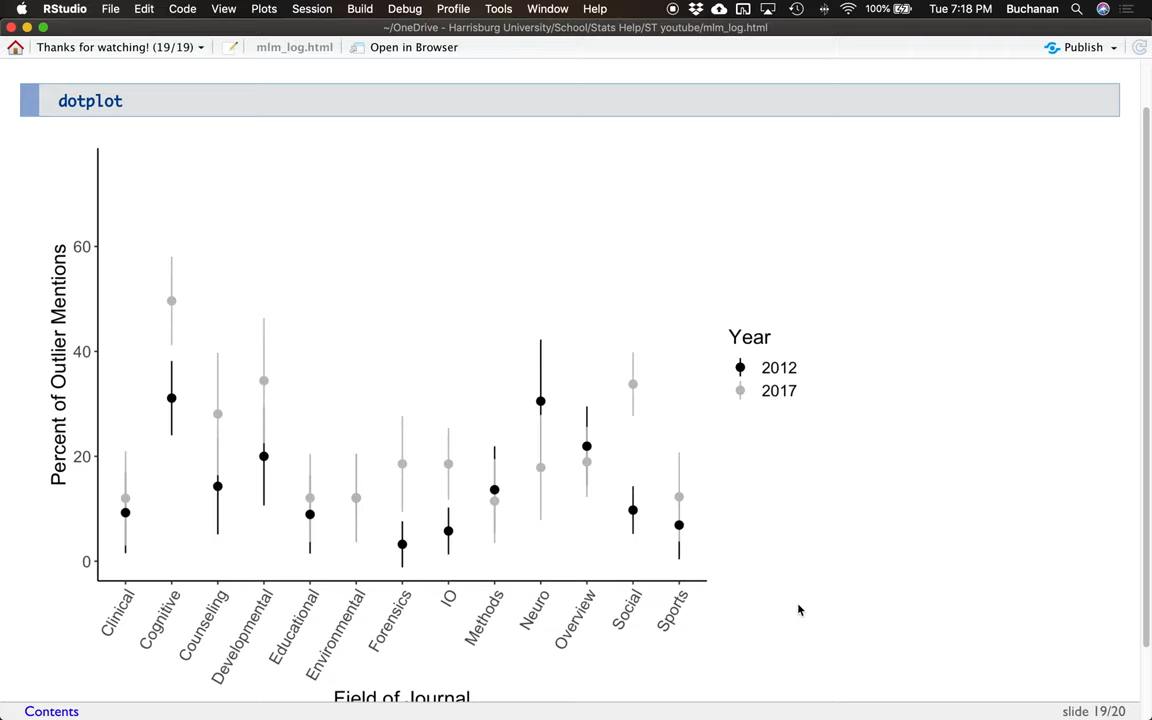 RStudio File Edit Code View Plots Session Build Debug Profile Tools Window Help 100% Tue 7:18 PM Buchanan
~/OneDrive - Harrisburg University/School/Stats Help/ST youtube/mlm_log.html
Thanks for watching! (19/19) mlm_log.html Open in Browser Publish
dotplot
Percent of Outlier Mentions
60
40
20
0
Year
2012
2017
Clinical
Cognitive
Counseling
Developmental
Educational
Environmental
Forensics
IO
Methods
Neuro
Overview
Social
Sports
Field of Journal
Contents slide 19/20